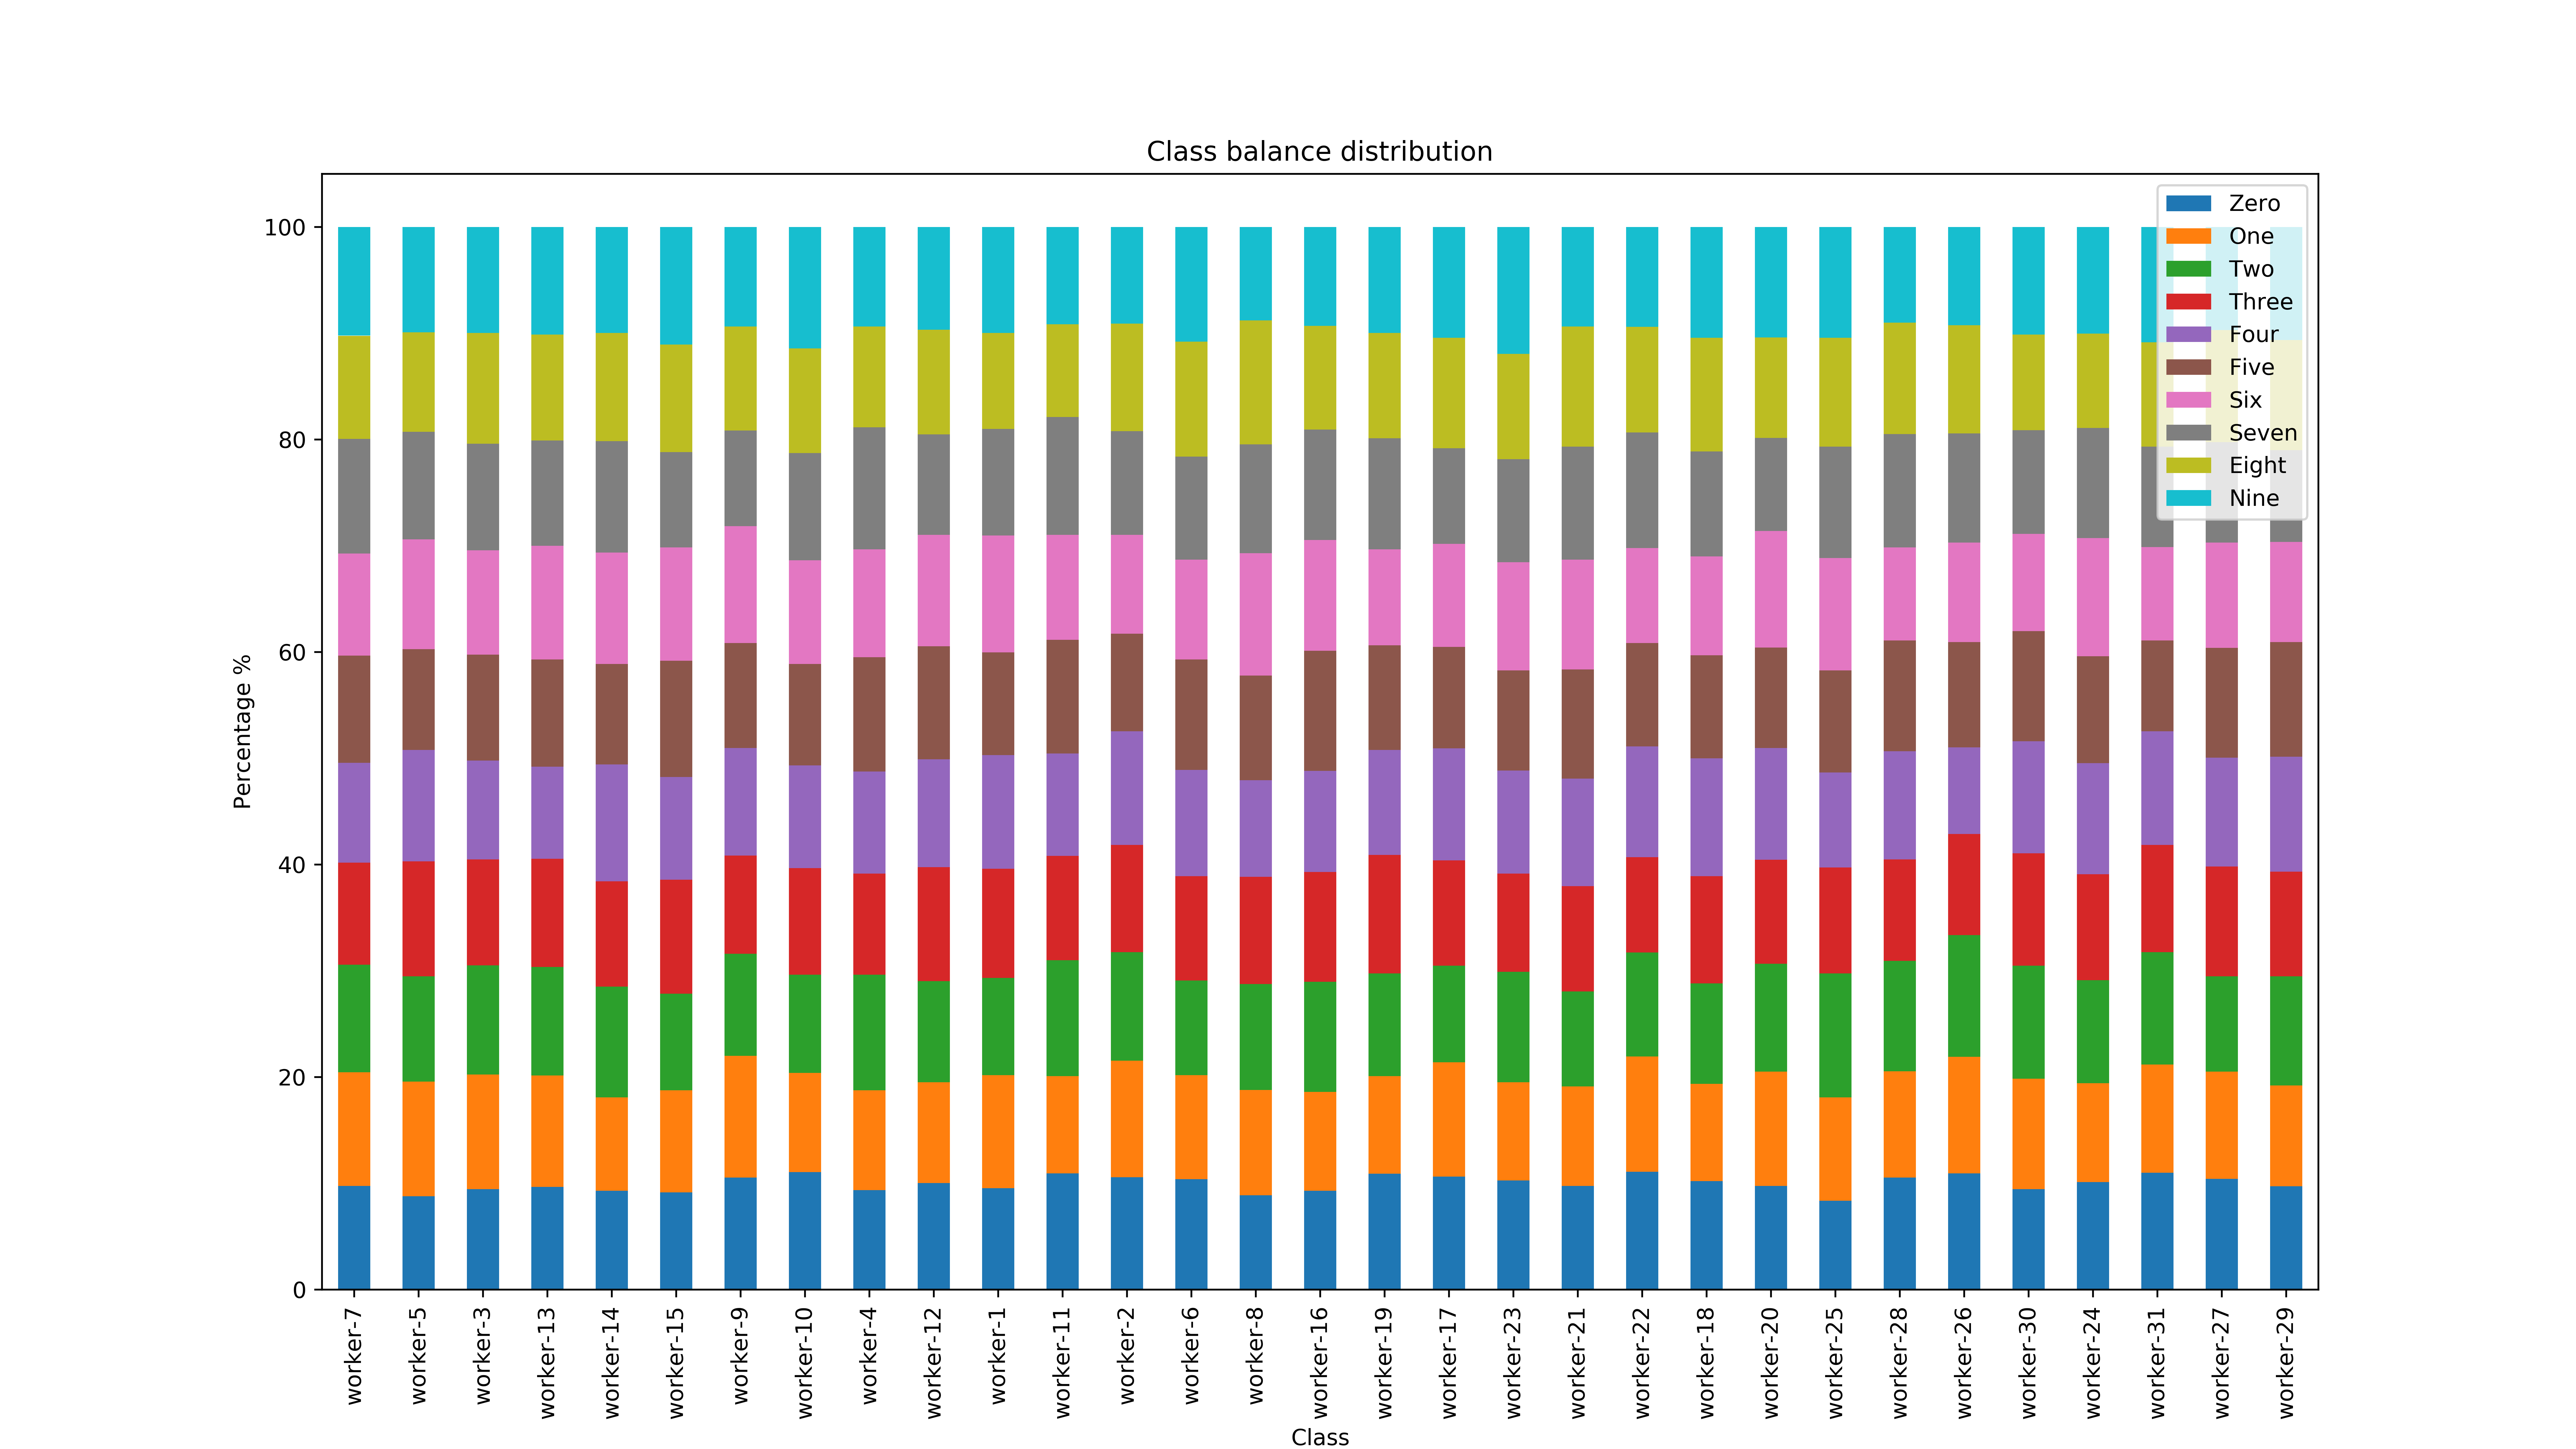 Class balance distribution
Zero
One
Two
Three
Four
Five
Six
Seven
Eight
Nine
100
80
60
40
20
0
Percentage %
worker-7
worker-5
worker-3
worker-13
worker-14
worker-15
worker-9
worker-10
worker-4
worker-12
worker-1
worker-11
worker-2
worker-6
worker-8
worker-16
worker-19
worker-17
worker-23
worker-21
worker-22
worker-18
worker-20
worker-25
worker-28
worker-26
worker-30
worker-24
worker-31
worker-27
worker-29
Class